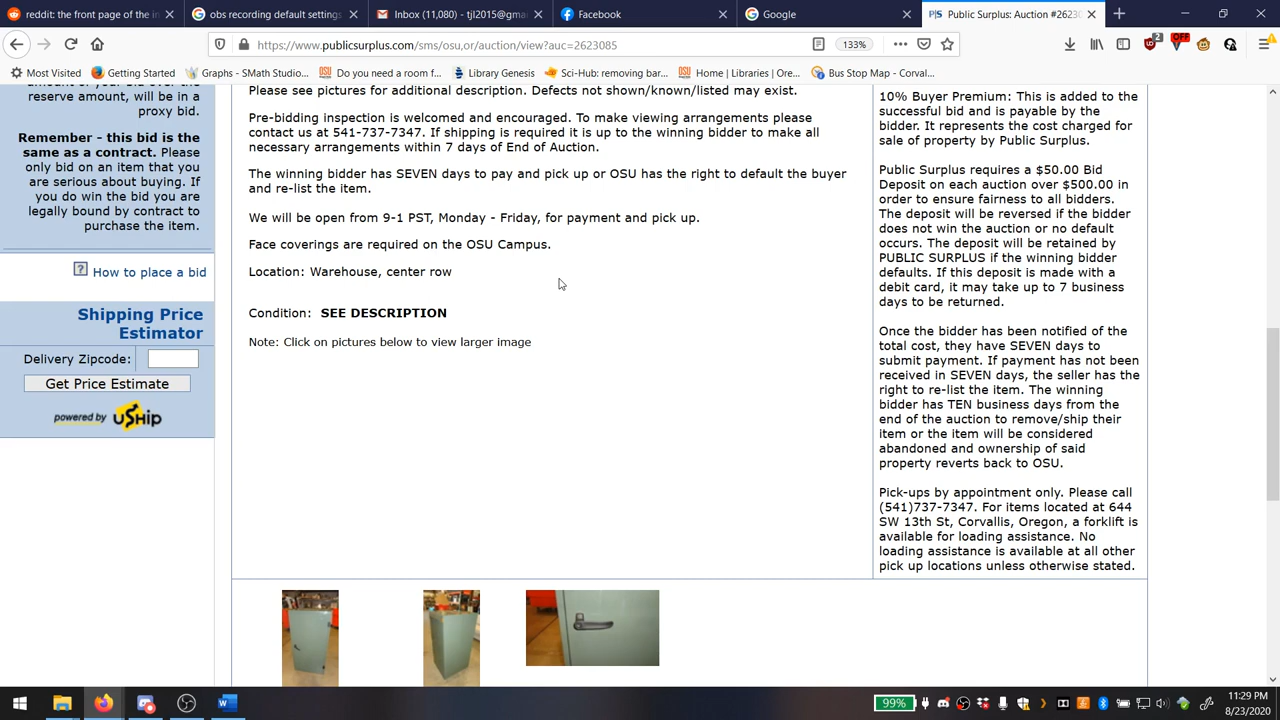 reddit: the front page of the in
obs recording default settings
Inbox (11,080) - tjl2015@gma
Facebook
Google
Public Surplus: Auction #26230
https://www.publicsurplus.com/sms/osu,or/auction/view?auc=2623085
133%
Most Visited
Getting Started
Graphs - SMath Studio...
Do you need a room f...
Library Genesis
Sci-Hub: removing bar...
Home | Libraries | Ore...
Bus Stop Map - Corval...
2
OFF
reserve amount, will be in a
proxy bid.
Remember - this bid is the
same as a contract. Please
only bid on an item that you
are serious about buying. If
you do win the bid you are
legally bound by contract to
purchase the item.
How to place a bid
Shipping Price
Estimator
Delivery Zipcode:
Get Price Estimate
powered by uShip
Please see pictures for additional description. Defects not shown/known/listed may exist.
Pre-bidding inspection is welcomed and encouraged. To make viewing arrangements please
contact us at 541-737-7347. If shipping is required it is up to the winning bidder to make all
necessary arrangements within 7 days of End of Auction.
The winning bidder has SEVEN days to pay and pick up or OSU has the right to default the buyer
and re-list the item.
We will be open from 9-1 PST, Monday - Friday, for payment and pick up.
Face coverings are required on the OSU Campus.
Location: Warehouse, center row
Condition: SEE DESCRIPTION
Note: Click on pictures below to view larger image
10% Buyer Premium: This is added to the
successful bid and is payable by the
bidder. It represents the cost charged for
sale of property by Public Surplus.
Public Surplus requires a $50.00 Bid
Deposit on each auction over $500.00 in
order to ensure fairness to all bidders.
The deposit will be reversed if the bidder
does not win the auction or no default
occurs. The deposit will be retained by
PUBLIC SURPLUS if the winning bidder
defaults. If this deposit is made with a
debit card, it may take up to 7 business
days to be returned.
Once the bidder has been notified of the
total cost, they have SEVEN days to
submit payment. If payment has not been
received in SEVEN days, the seller has the
right to re-list the item. The winning
bidder has TEN business days from the
end of the auction to remove/ship their
item or the item will be considered
abandoned and ownership of said
property reverts back to OSU.
Pick-ups by appointment only. Please call
(541)737-7347. For items located at 644
SW 13th St, Corvallis, Oregon, a forklift is
available for loading assistance. No
loading assistance is available at all other
pick up locations unless otherwise stated.
99%
11:29 PM
8/23/2020